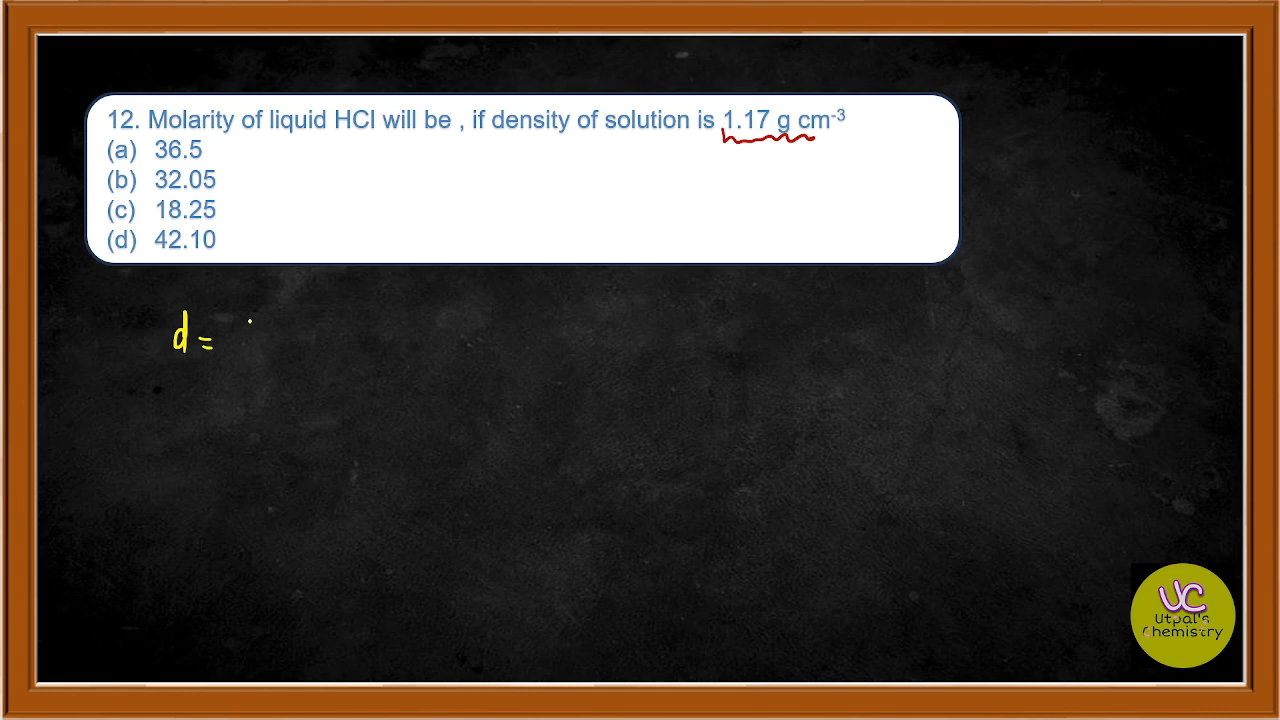 12. Molarity of liquid HCl will be , if density of solution is 1.17 g cm⁻³
(a) 36.5
(b) 32.05
(c) 18.25
(d) 42.10
d =
UC
Utpal's
Chemistry